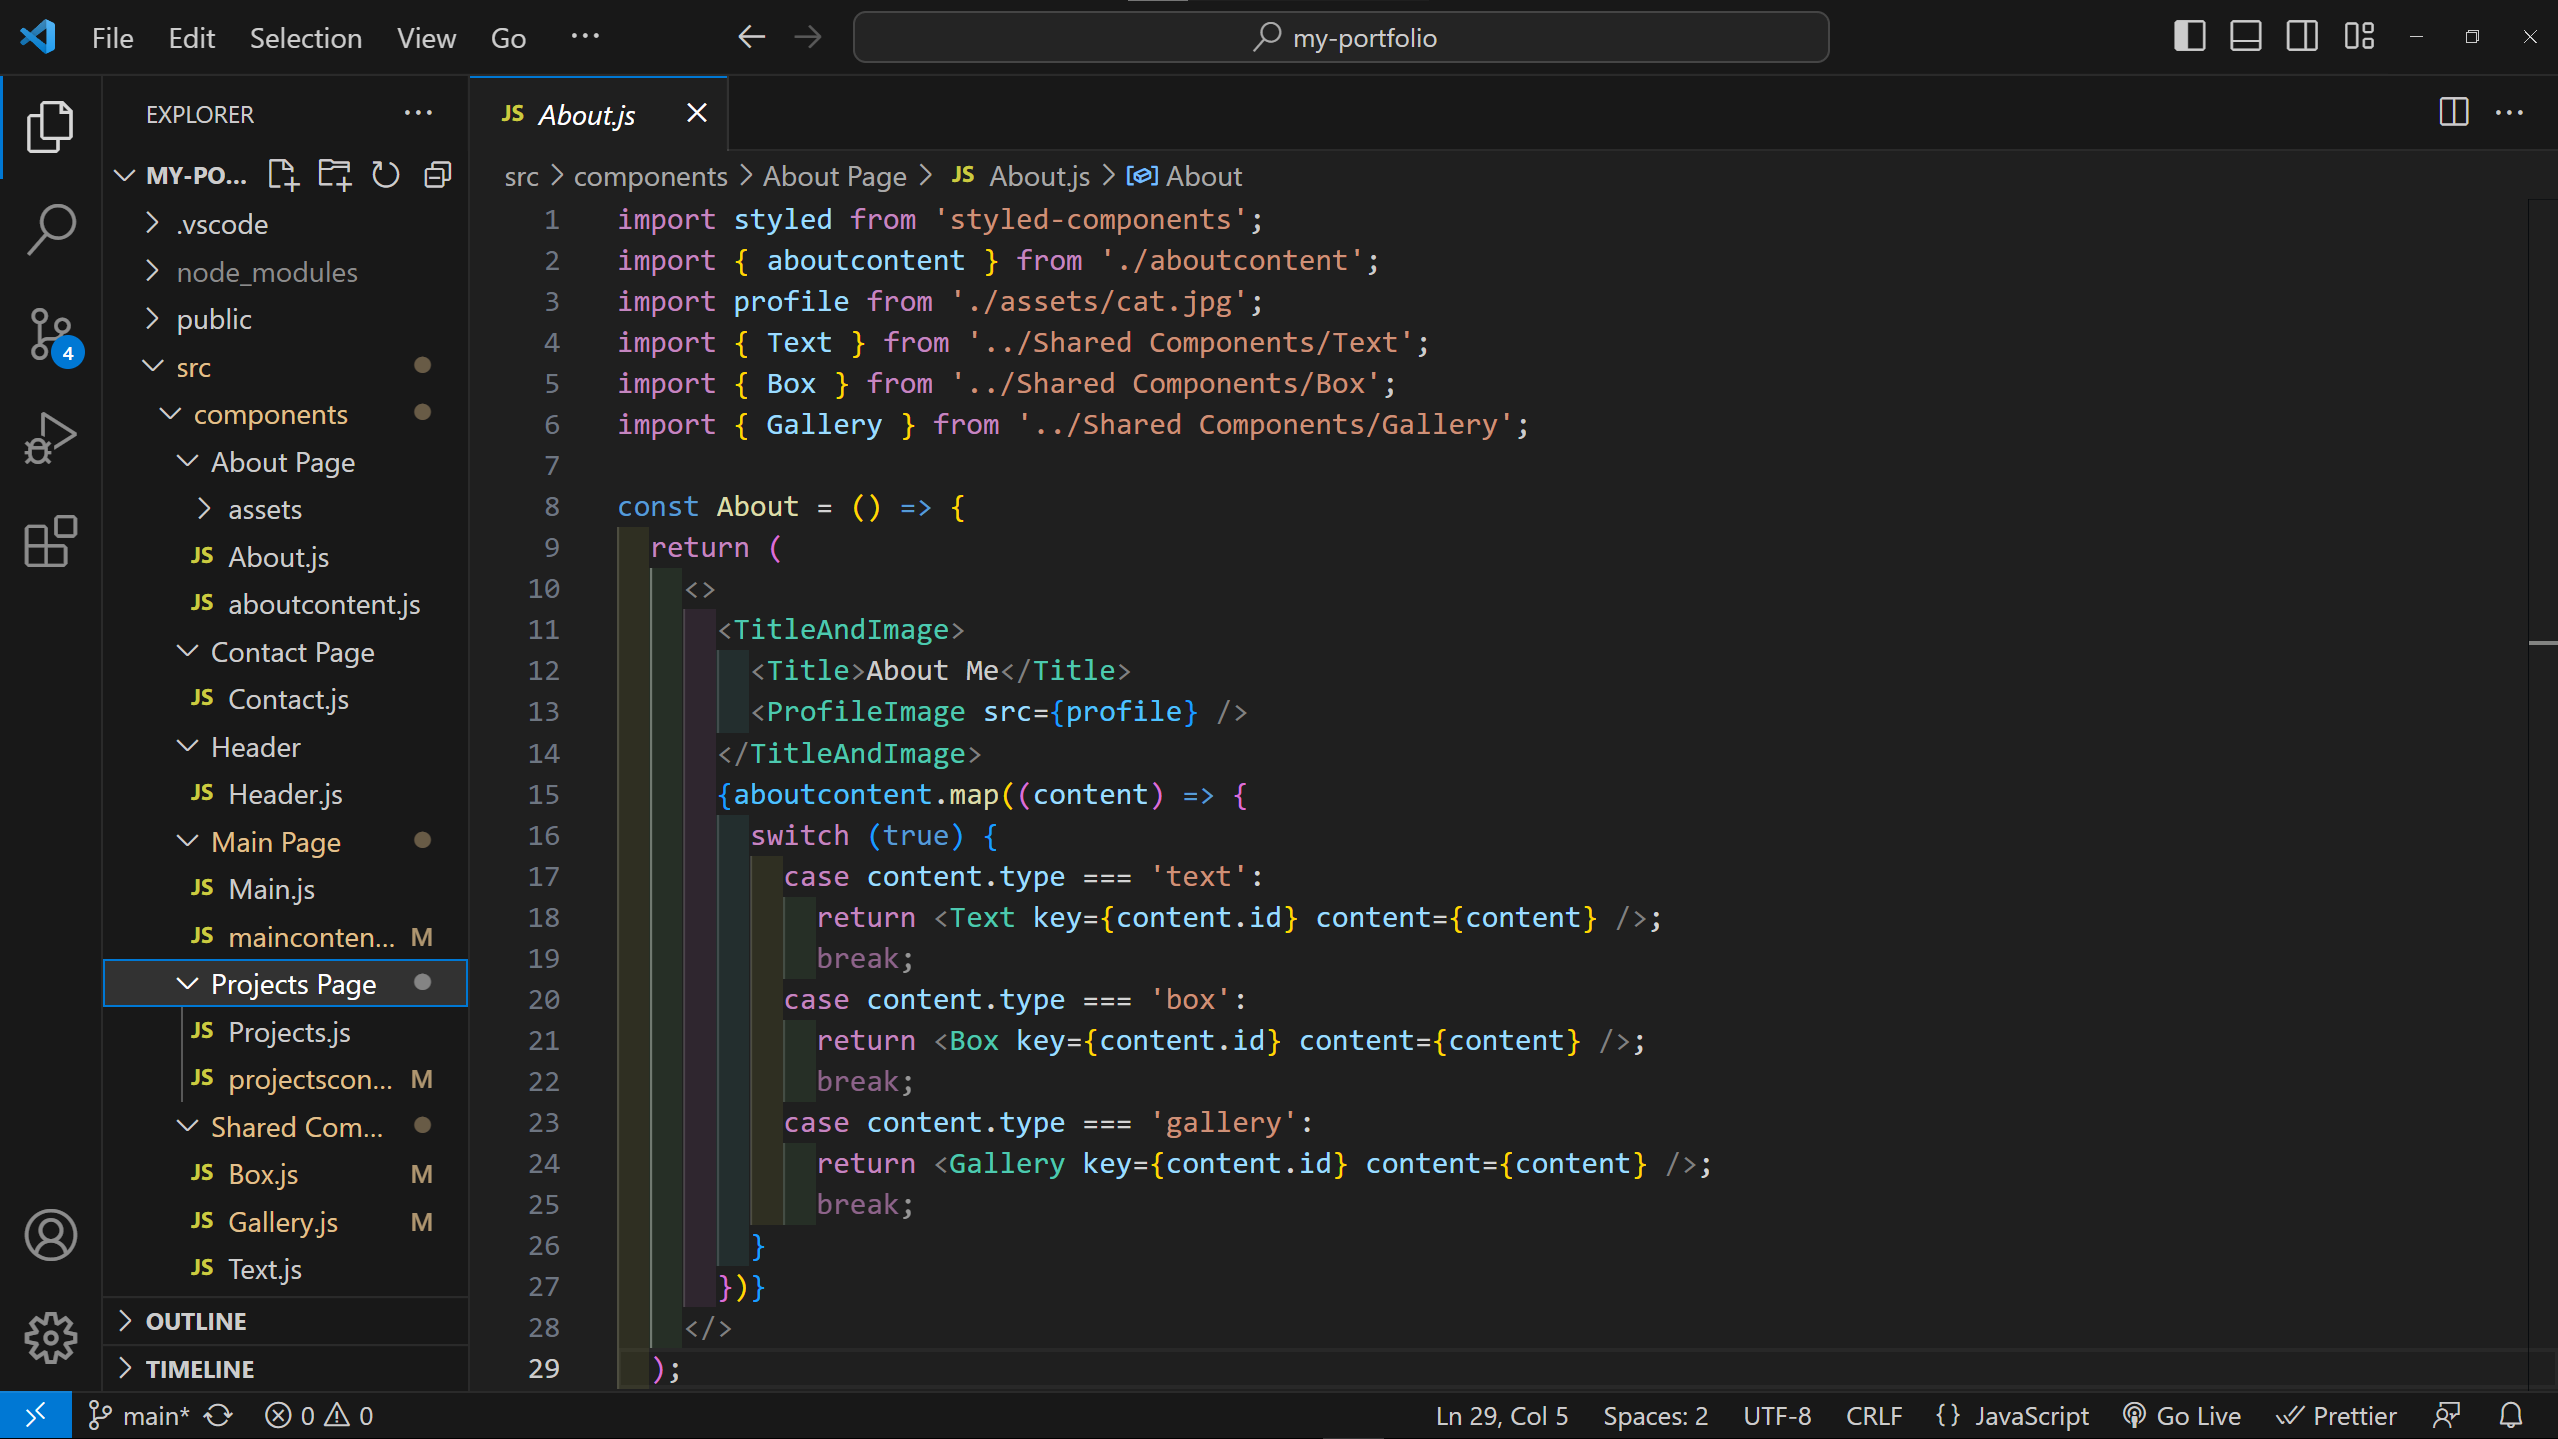 File Edit Selection View Go ··· my-portfolio
EXPLORER ···
MY-PO...
.vscode
node_modules
public
src
components
About Page
assets
JS About.js
JS aboutcontent.js
Contact Page
JS Contact.js
Header
JS Header.js
Main Page
JS Main.js
JS mainconten... M
Projects Page
JS Projects.js
JS projectscon... M
Shared Com...
JS Box.js M
JS Gallery.js M
JS Text.js
OUTLINE
TIMELINE
4
JS About.js
src > components > About Page > JS About.js > About
1 import styled from 'styled-components';
2 import { aboutcontent } from './aboutcontent';
3 import profile from './assets/cat.jpg';
4 import { Text } from '../Shared Components/Text';
5 import { Box } from '../Shared Components/Box';
6 import { Gallery } from '../Shared Components/Gallery';
7
8 const About = () => {
9 return (
10 <>
11 <TitleAndImage>
12 <Title>About Me</Title>
13 <ProfileImage src={profile} />
14 </TitleAndImage>
15 {aboutcontent.map((content) => {
16 switch (true) {
17 case content.type === 'text':
18 return <Text key={content.id} content={content} />;
19 break;
20 case content.type === 'box':
21 return <Box key={content.id} content={content} />;
22 break;
23 case content.type === 'gallery':
24 return <Gallery key={content.id} content={content} />;
25 break;
26 }
27 })}
28 </>
29 );
main* 0 0 Ln 29, Col 5 Spaces: 2 UTF-8 CRLF {} JavaScript Go Live Prettier